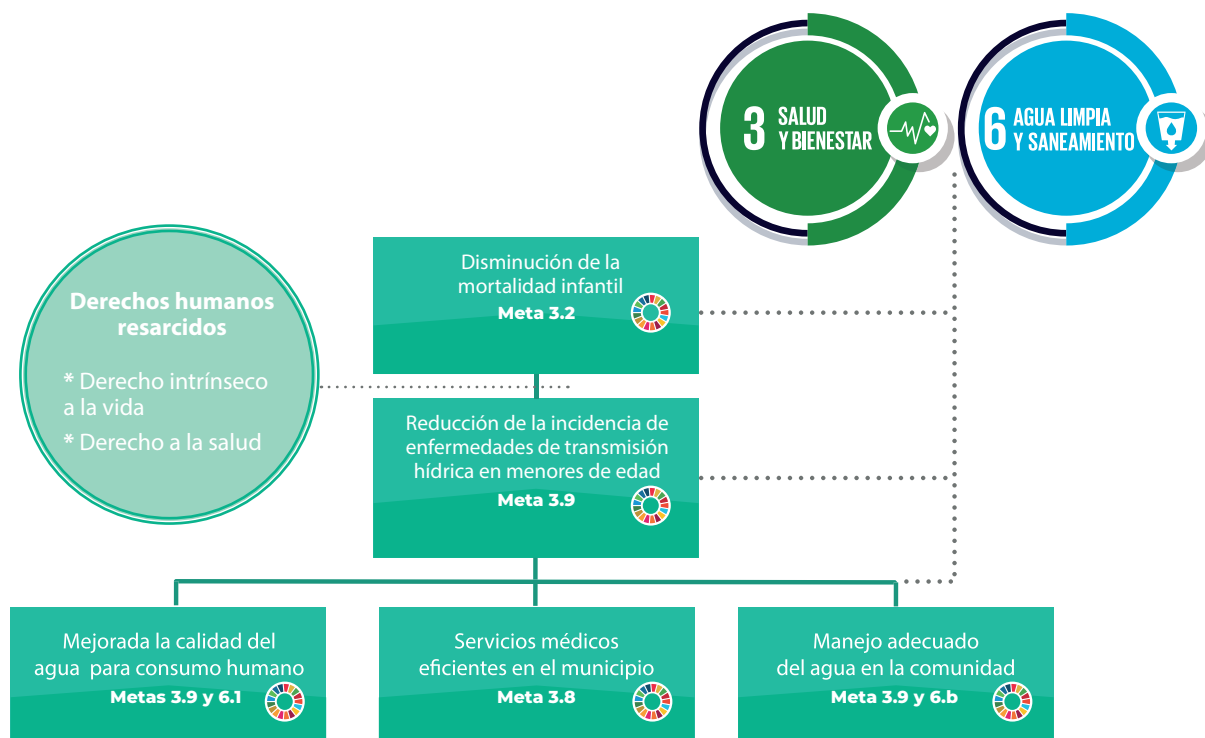 3 SALUD
Y BIENESTAR
6 AGUA LIMPIA
Y SANEAMIENTO
Derechos humanos
resarcidos
* Derecho intrínseco
a la vida
* Derecho a la salud
Disminución de la
mortalidad infantil
Meta 3.2
Reducción de la incidencia de
enfermedades de transmisión
hídrica en menores de edad
Meta 3.9
Mejorada la calidad del
agua para consumo humano
Metas 3.9 y 6.1
Servicios médicos
eficientes en el municipio
Meta 3.8
Manejo adecuado
del agua en la comunidad
Meta 3.9 y 6.b